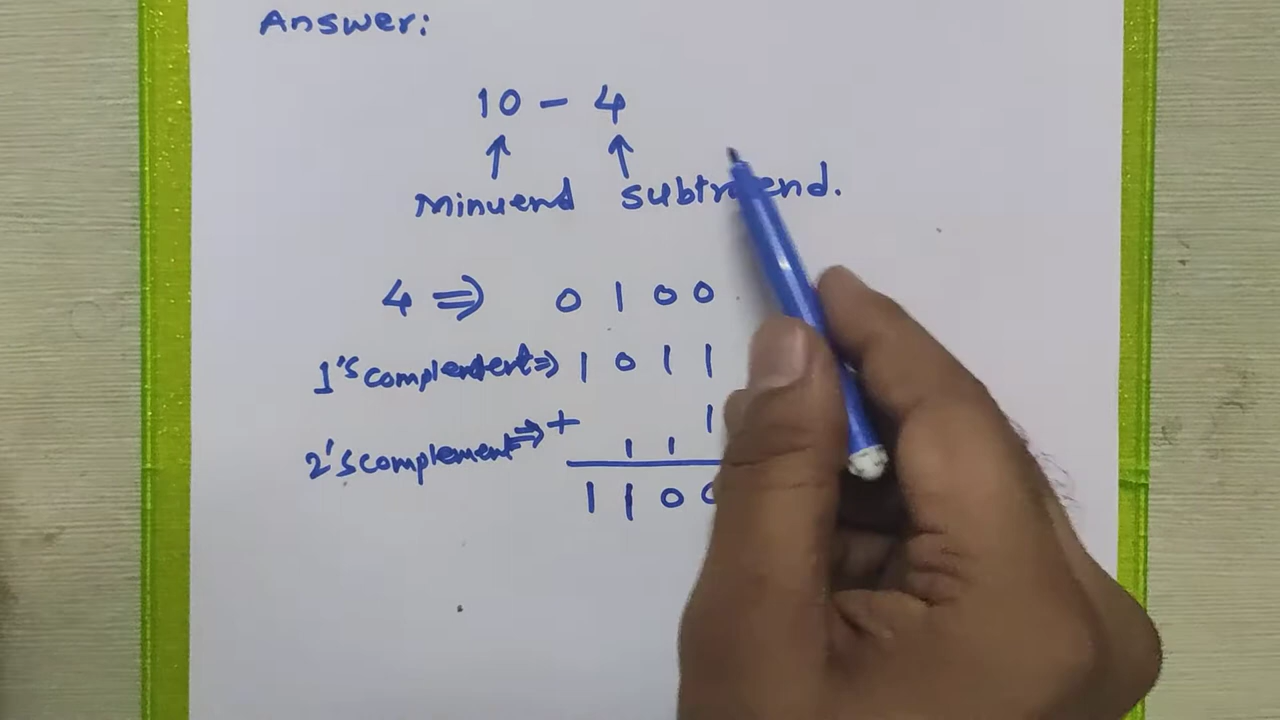 Answer:
10 - 4
↑ ↑
Minuend
4 ⇒ 0 1 0 0
1's complement ⇒ 1 0 1 1
1
2's complement ⇒ +
1 1
1 1 0